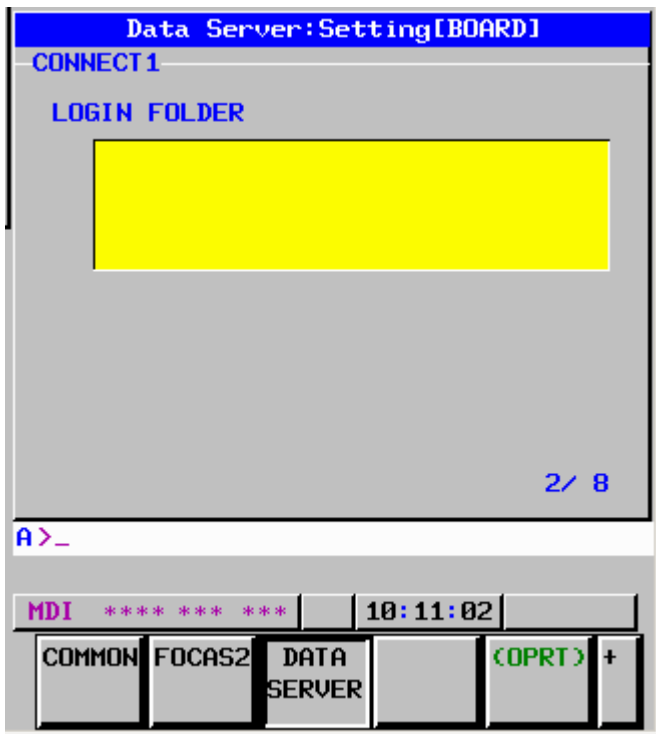 Data Server:Setting[BOARD]
CONNECT1
LOGIN FOLDER
2/ 8
A>_
MDI **** *** *** 10:11:02
COMMON FOCAS2 DATA SERVER (OPRT) +